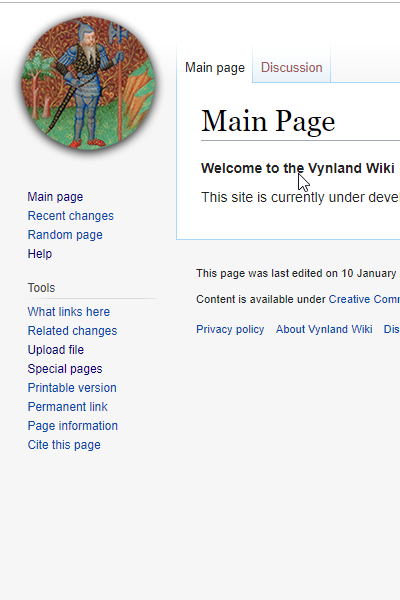 Main page
Discussion
Main Page
Welcome to the Vynland Wiki
This site is currently under deve
Main page
Recent changes
Random page
Help
Tools
What links here
Related changes
Upload file
Special pages
Printable version
Permanent link
Page information
Cite this page
This page was last edited on 10 January
Content is available under Creative Comm
Privacy policy
About Vynland Wiki
Dis